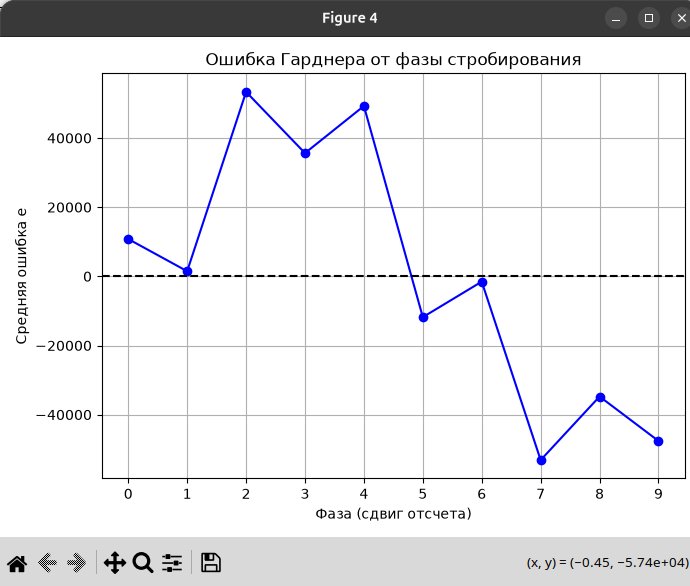 Figure 4
Ошибка Гарднера от фазы стробирования
Средняя ошибка e
40000
20000
0
−20000
−40000
0 1 2 3 4 5 6 7 8 9
Фаза (сдвиг отсчета)
(x, y) = (−0.45, −5.74e+04)